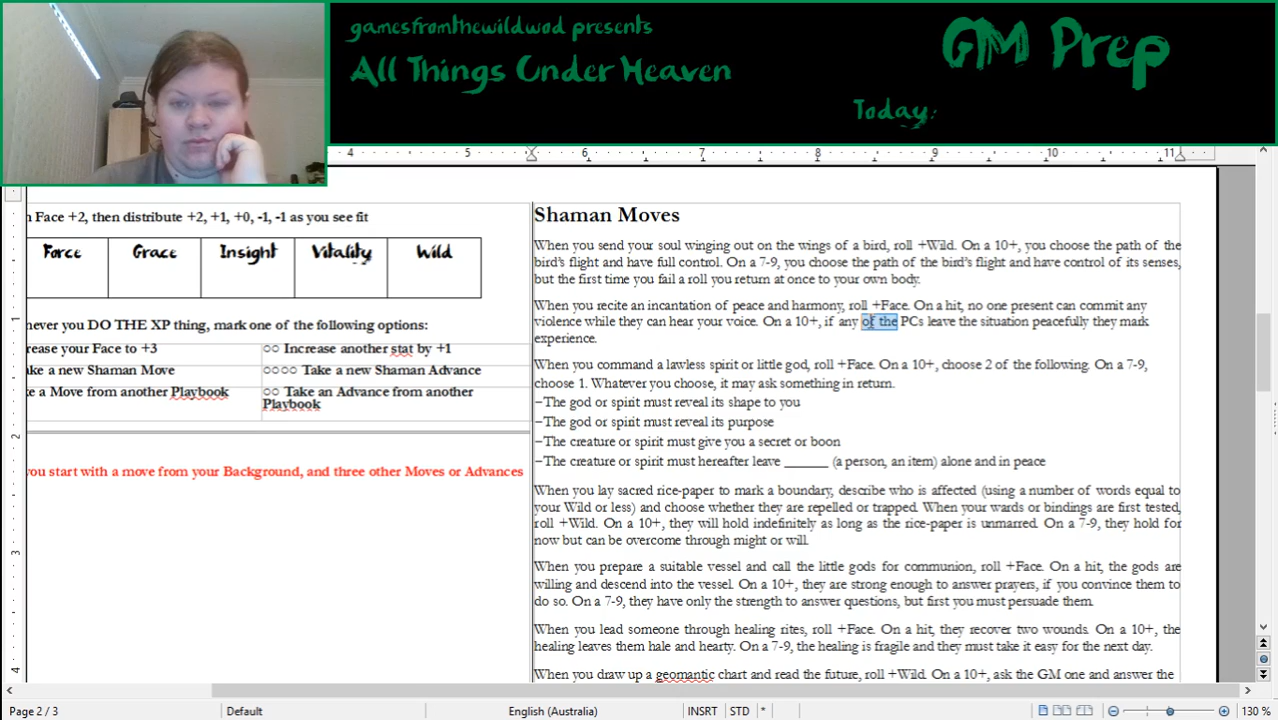 gamesfromthewildwod presents
All Things Under Heaven
GM Prep
Today:
4 5 6 7 8 9 10 11
Face +2, then distribute +2, +1, +0, -1, -1 as you see fit
Force Grace Insight Vitality Wild
never you DO THE XP thing, mark one of the following options:
rease your Face to +3
○○ Increase another stat by +1
ke a new Shaman Move
○○○○ Take a new Shaman Advance
e a Move from another Playbook
○○ Take an Advance from another
Playbook
you start with a move from your Background, and three other Moves or Advances
Shaman Moves
When you send your soul winging out on the wings of a bird, roll +Wild. On a 10+, you choose the path of the
bird's flight and have full control. On a 7-9, you choose the path of the bird's flight and have control of its senses,
but the first time you fail a roll you return at once to your own body.
When you recite an incantation of peace and harmony, roll +Face. On a hit, no one present can commit any
violence while they can hear your voice. On a 10+, if any of the PCs leave the situation peacefully they mark
experience.
When you command a lawless spirit or little god, roll +Face. On a 10+, choose 2 of the following. On a 7-9,
choose 1. Whatever you choose, it may ask something in return.
–The god or spirit must reveal its shape to you
–The god or spirit must reveal its purpose
–The creature or spirit must give you a secret or boon
–The creature or spirit must hereafter leave ______ (a person, an item) alone and in peace
When you lay sacred rice-paper to mark a boundary, describe who is affected (using a number of words equal to
your Wild or less) and choose whether they are repelled or trapped. When your wards or bindings are first tested,
roll +Wild. On a 10+, they will hold indefinitely as long as the rice-paper is unmarred. On a 7-9, they hold for
now but can be overcome through might or will.
When you prepare a suitable vessel and call the little gods for communion, roll +Face. On a hit, the gods are
willing and descend into the vessel. On a 10+, they are strong enough to answer prayers, if you convince them to
do so. On a 7-9, they have only the strength to answer questions, but first you must persuade them.
When you lead someone through healing rites, roll +Face. On a hit, they recover two wounds. On a 10+, the
healing leaves them hale and hearty. On a 7-9, the healing is fragile and they must take it easy for the next day.
When you draw up a geomantic chart and read the future, roll +Wild. On a 10+, ask the GM one and answer the
1
2
3
4
Page 2 / 3 Default English (Australia) INSRT STD * 130 %